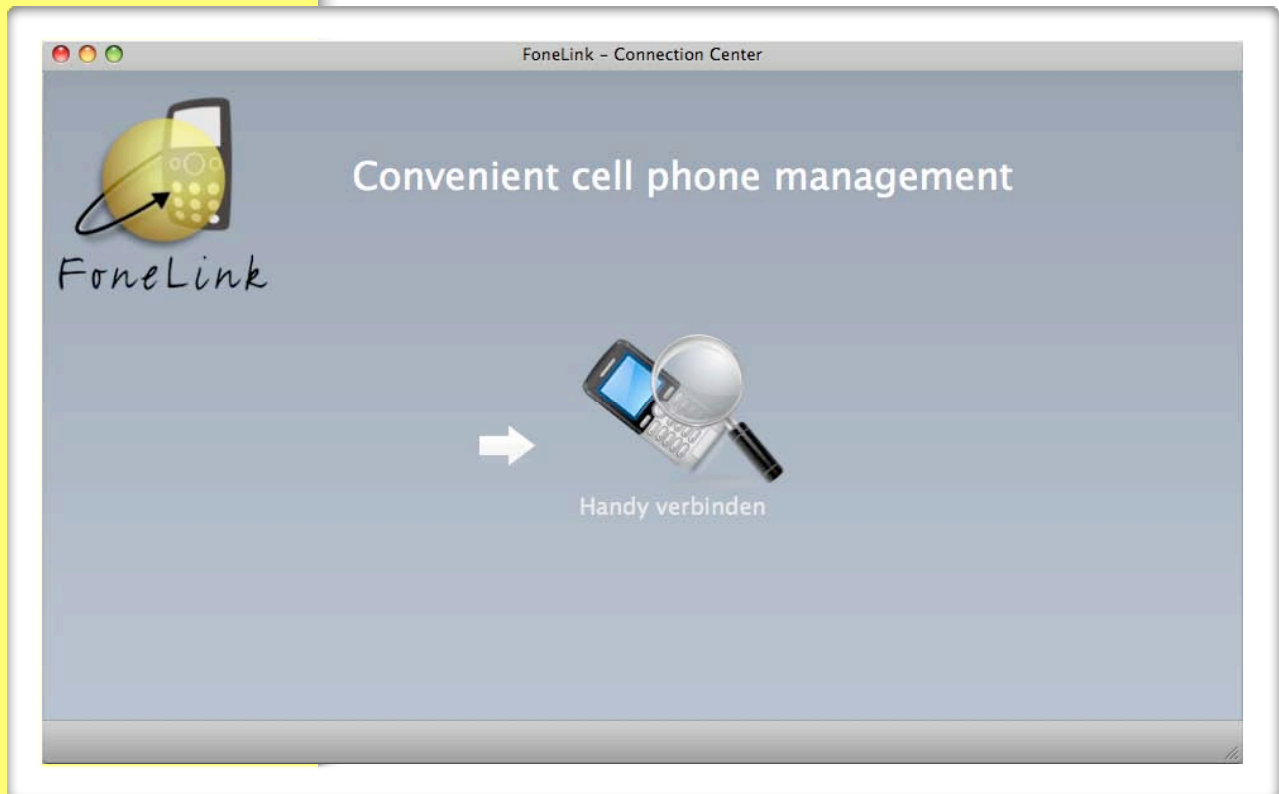 FoneLink – Connection Center
Convenient cell phone management
FoneLink
Handy verbinden